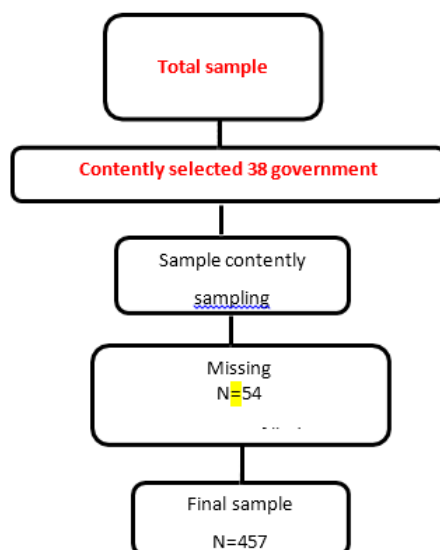 Total sample
Contently selected 38 government
Sample contently
sampling
Missing
N=54
Final sample
N=457